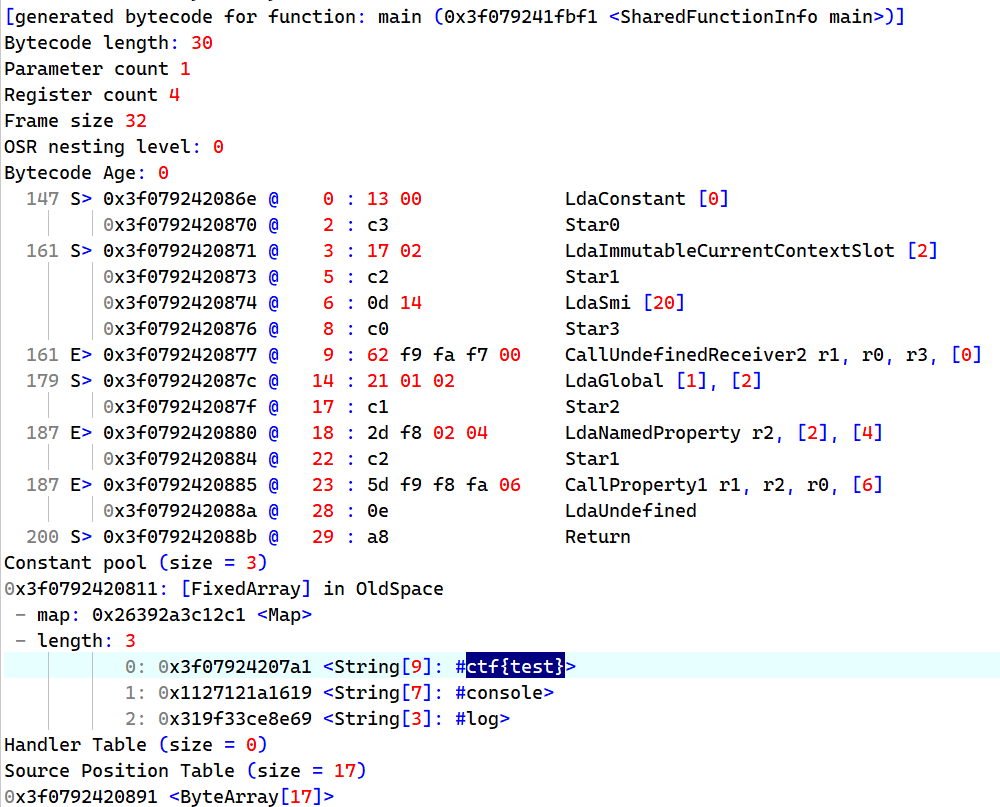 [generated bytecode for function: main (0x3f079241fbf1 <SharedFunctionInfo main>)]
Bytecode length: 30
Parameter count 1
Register count 4
Frame size 32
OSR nesting level: 0
Bytecode Age: 0
147 S> 0x3f079242086e @ 0 : 13 00 LdaConstant [0]
0x3f0792420870 @ 2 : c3 Star0
161 S> 0x3f0792420871 @ 3 : 17 02 LdaImmutableCurrentContextSlot [2]
0x3f0792420873 @ 5 : c2 Star1
0x3f0792420874 @ 6 : 0d 14 LdaSmi [20]
0x3f0792420876 @ 8 : c0 Star3
161 E> 0x3f0792420877 @ 9 : 62 f9 fa f7 00 CallUndefinedReceiver2 r1, r0, r3, [0]
179 S> 0x3f079242087c @ 14 : 21 01 02 LdaGlobal [1], [2]
0x3f079242087f @ 17 : c1 Star2
187 E> 0x3f0792420880 @ 18 : 2d f8 02 04 LdaNamedProperty r2, [2], [4]
0x3f0792420884 @ 22 : c2 Star1
187 E> 0x3f0792420885 @ 23 : 5d f9 f8 fa 06 CallProperty1 r1, r2, r0, [6]
0x3f079242088a @ 28 : 0e LdaUndefined
200 S> 0x3f079242088b @ 29 : a8 Return
Constant pool (size = 3)
0x3f0792420811: [FixedArray] in OldSpace
- map: 0x26392a3c12c1 <Map>
- length: 3
0: 0x3f07924207a1 <String[9]: #ctf{test}>
1: 0x1127121a1619 <String[7]: #console>
2: 0x319f33ce8e69 <String[3]: #log>
Handler Table (size = 0)
Source Position Table (size = 17)
0x3f0792420891 <ByteArray[17]>